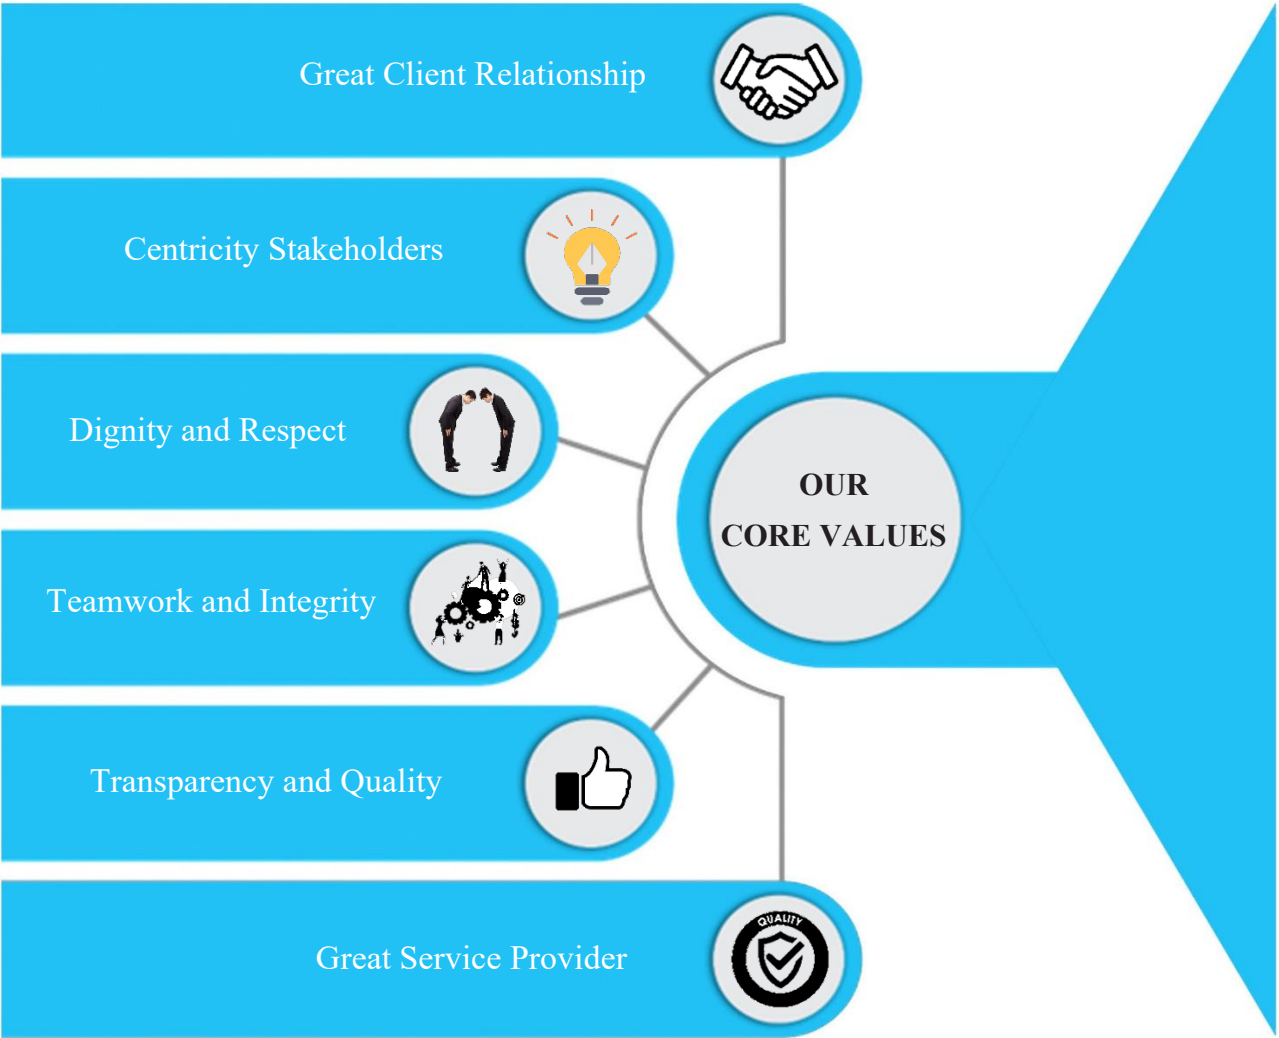 Great Client Relationship
Centricity Stakeholders
Dignity and Respect
Teamwork and Integrity
Transparency and Quality
Great Service Provider
QUALITY
OUR
CORE VALUES